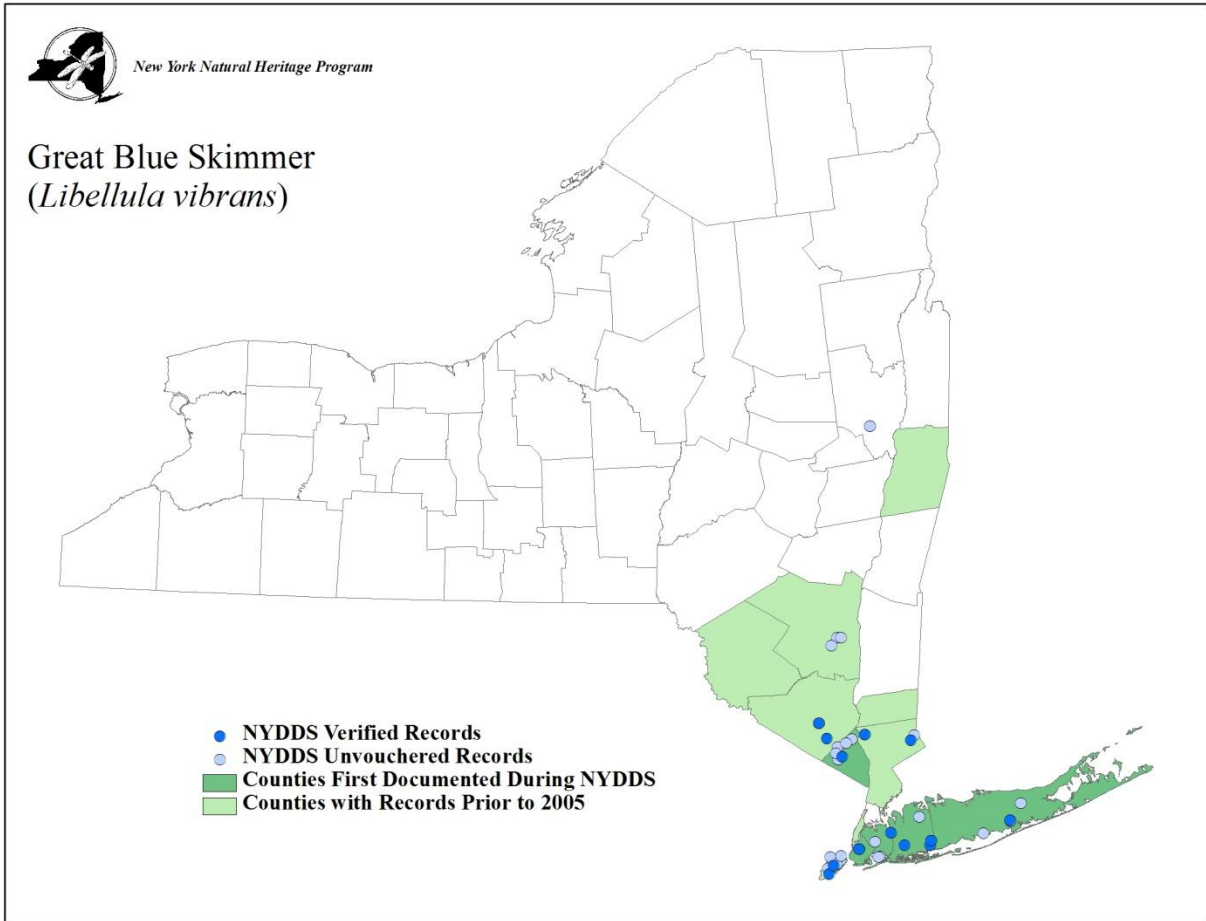 New York Natural Heritage Program
Great Blue Skimmer
(Libellula vibrans)
NYDDS Verified Records
NYDDS Unvouchered Records
Counties First Documented During NYDDS
Counties with Records Prior to 2005